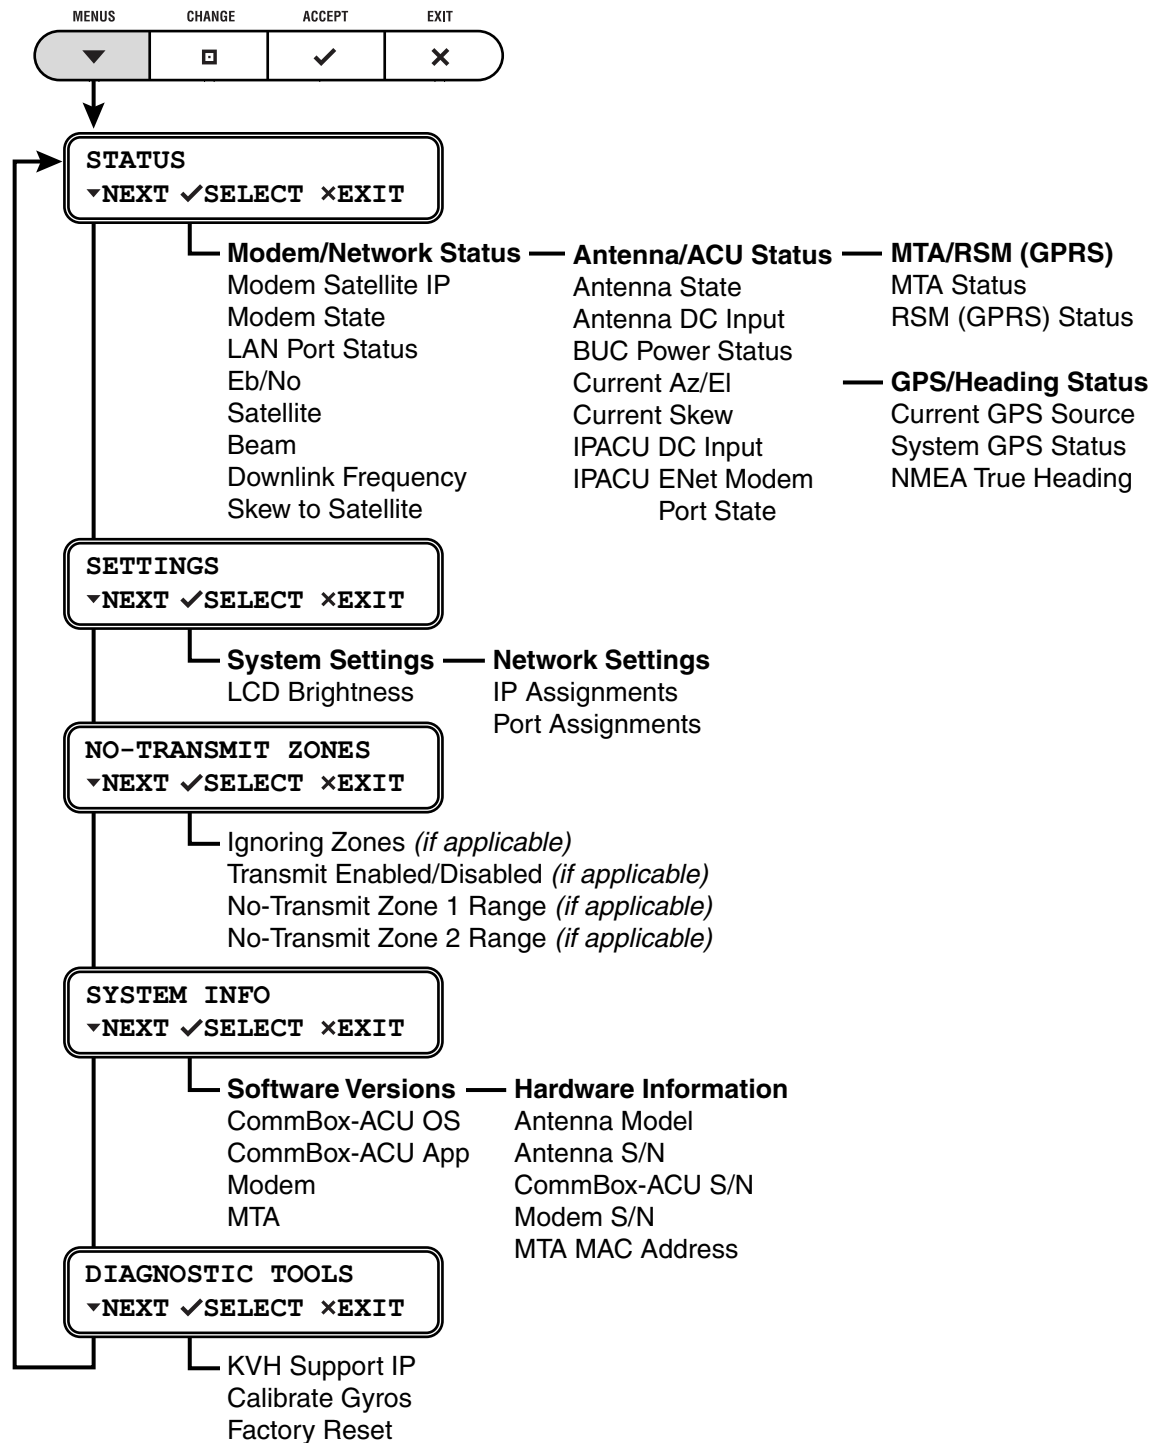 MENUS CHANGE ACCEPT EXIT
STATUS
NEXT SELECT EXIT
Modem/Network Status
Modem Satellite IP
Modem State
LAN Port Status
Eb/No
Satellite
Beam
Downlink Frequency
Skew to Satellite
Antenna/ACU Status
Antenna State
Antenna DC Input
BUC Power Status
Current Az/El
Current Skew
IPACU DC Input
IPACU ENet Modem
Port State
MTA/RSM (GPRS)
MTA Status
RSM (GPRS) Status
GPS/Heading Status
Current GPS Source
System GPS Status
NMEA True Heading
SETTINGS
NEXT SELECT EXIT
System Settings
LCD Brightness
Network Settings
IP Assignments
Port Assignments
NO-TRANSMIT ZONES
NEXT SELECT EXIT
Ignoring Zones (if applicable)
Transmit Enabled/Disabled (if applicable)
No-Transmit Zone 1 Range (if applicable)
No-Transmit Zone 2 Range (if applicable)
SYSTEM INFO
NEXT SELECT EXIT
Software Versions
CommBox-ACU OS
CommBox-ACU App
Modem
MTA
Hardware Information
Antenna Model
Antenna S/N
CommBox-ACU S/N
Modem S/N
MTA MAC Address
DIAGNOSTIC TOOLS
NEXT SELECT EXIT
KVH Support IP
Calibrate Gyros
Factory Reset